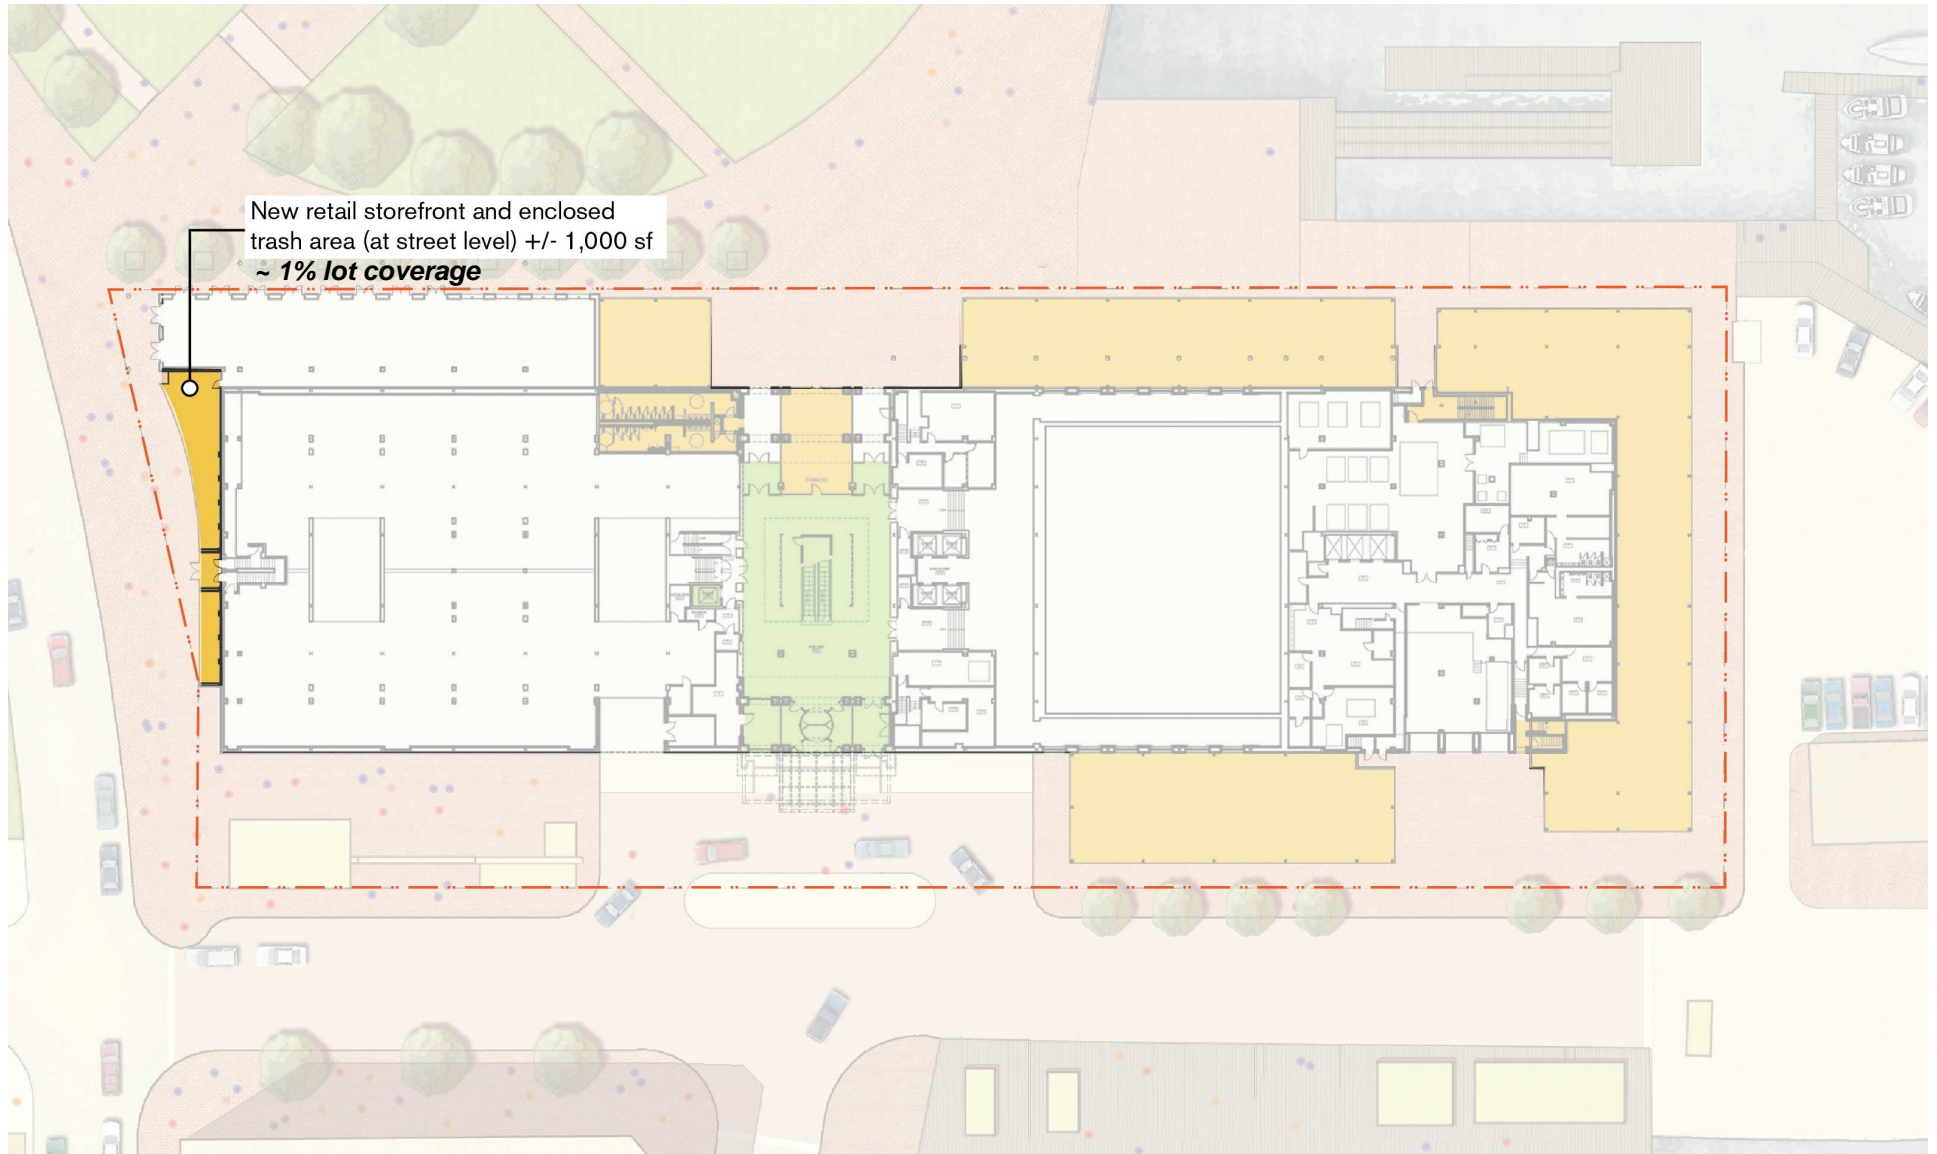 New retail storefront and enclosed
trash area (at street level) +/- 1,000 sf
~ 1% lot coverage